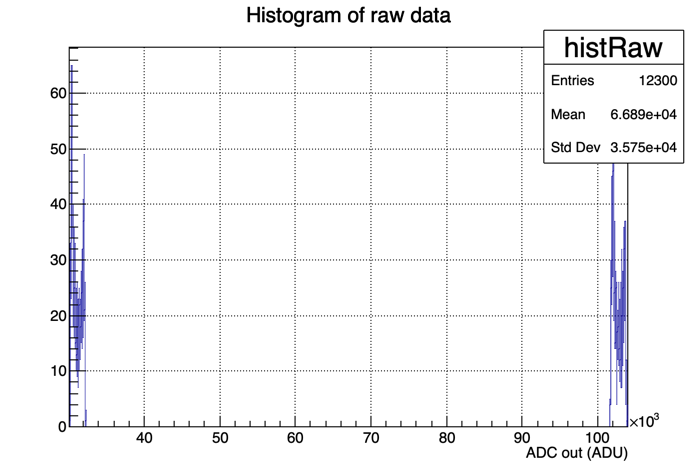 Histogram of raw data
histRaw
Entries 12300
Mean 6.689e+04
Std Dev 3.575e+04
60
50
40
30
20
10
0
40 50 60 70 80 90 100
×10³
ADC out (ADU)